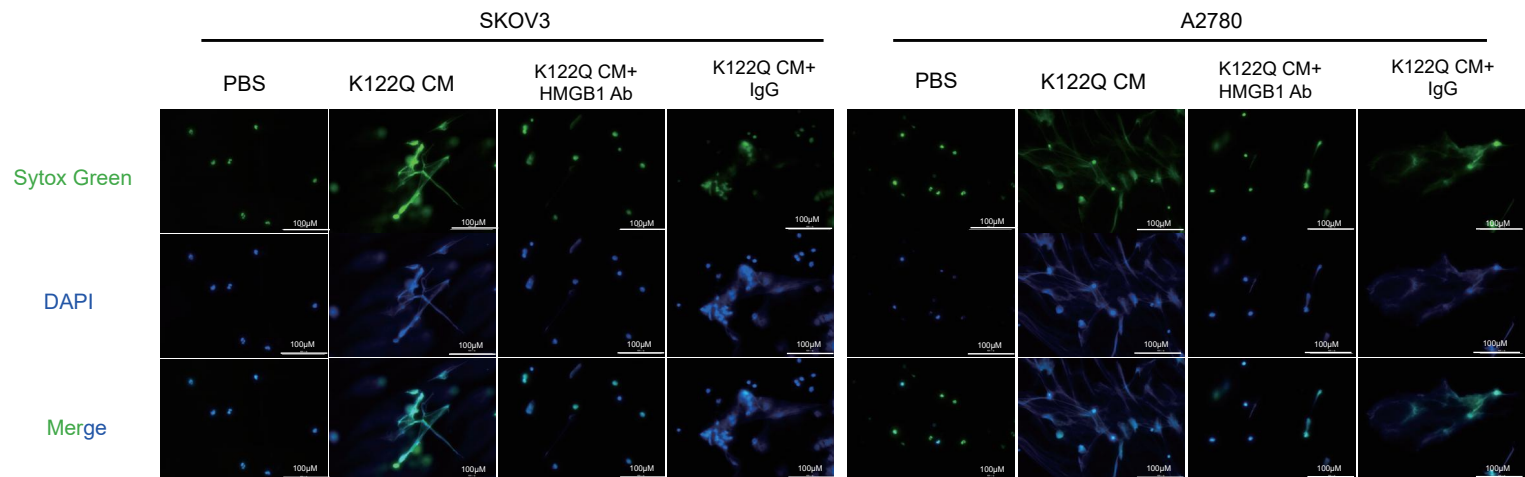 SKOV3 A2780
PBS K122Q CM K122Q CM+ K122Q CM+ PBS K122Q CM K122Q CM+ K122Q CM+
HMGB1 Ab IgG HMGB1 Ab IgG
Sytox Green
100µM 100µM 100µM 100µM 100µM 100µM 100µM 100µM
DAPI
100µM 100µM 100µM 100µM 100µM 100µM 100µM 100µM
Merge
100µM 100µM 100µM 100µM 100µM 100µM 100µM 100µM